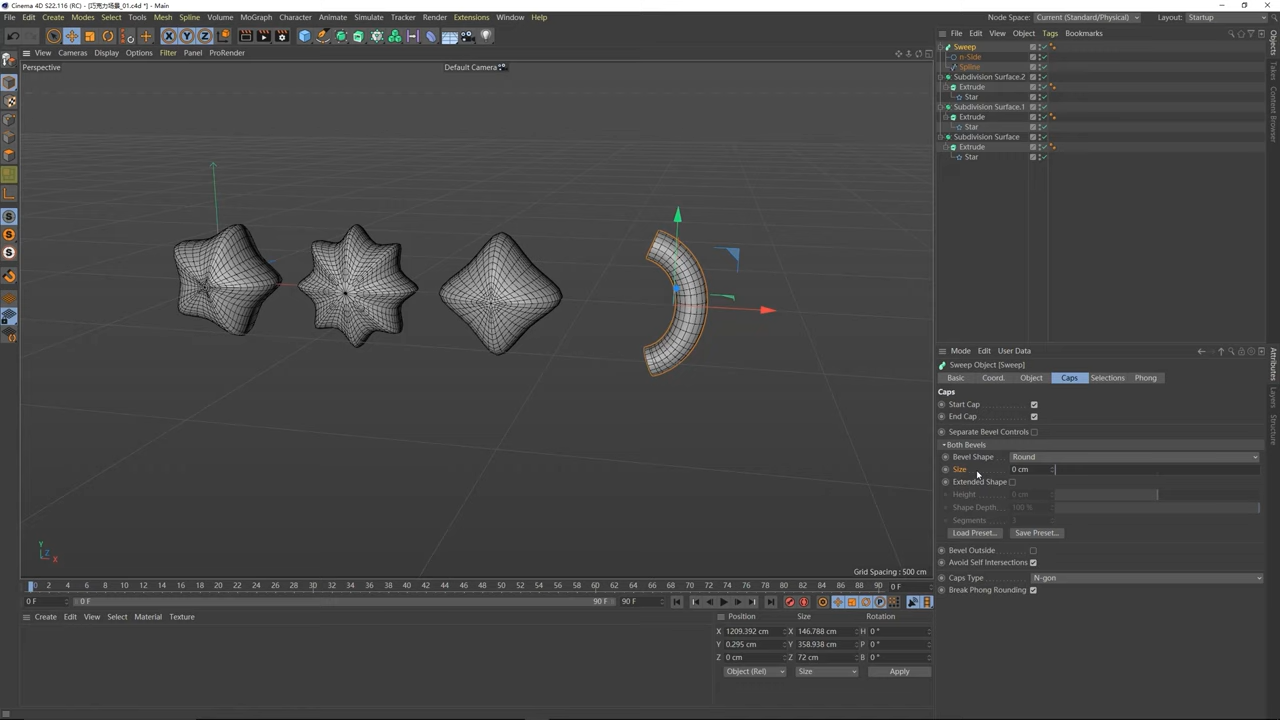 Cinema 4D S22.116 (RC) - [巧克力场景_01.c4d *] - Main
File Edit Create Modes Select Tools Mesh Spline Volume MoGraph Character Animate Simulate Tracker Render Extensions Window Help
Node Space: Current (Standard/Physical) Layout: Startup
View Cameras Display Options Filter Panel ProRender
File Edit View Object Tags Bookmarks
Perspective
Default Camera
Sweep
n-Side
Spline
Subdivision Surface.2
Extrude
Star
Subdivision Surface.1
Extrude
Star
Subdivision Surface
Extrude
Star
Objects
Takes
Content Browser
Mode Edit User Data
Sweep Object [Sweep]
Basic Coord. Object Caps Selections Phong
Caps
Start Cap
End Cap
Separate Bevel Controls
Both Bevels
Bevel Shape Round
Size 0 cm
Extended Shape
Height 0 cm
Shape Depth 100 %
Segments 3
Load Preset... Save Preset...
Bevel Outside
Avoid Self Intersections
Caps Type N-gon
Break Phong Rounding
Attributes
Layers
Structure
Y
Z
X
Grid Spacing : 500 cm
0 2 4 6 8 10 12 14 16 18 20 22 24 26 28 30 32 34 36 38 40 42 44 46 48 50 52 54 56 58 60 62 64 66 68 70 72 74 76 78 80 82 84 86 88 90 0 F
0 F 0 F 90 F 90 F
Create Edit View Select Material Texture
Position Size Rotation
X 1209.392 cm X 146.788 cm H 0 °
Y 0.295 cm Y 358.938 cm P 0 °
Z 0 cm Z 72 cm B 0 °
Object (Rel) Size Apply